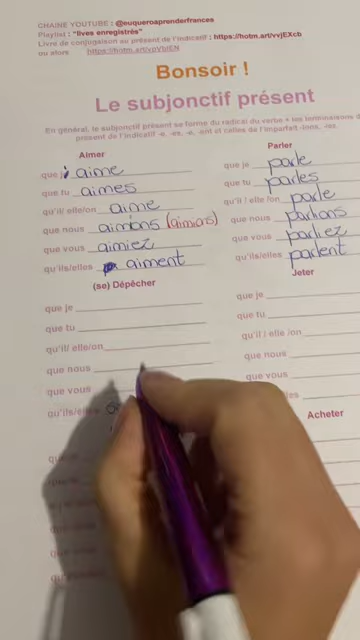 CHAINE YOUTUBE : @euqueroaprenderfrances
Playlist : "lives enregistrés"
Livre de conjugaison au présent de l'indicatif : https://hotm.art/vvjEXcb
ou alors
Bonsoir !
Le subjonctif présent
En général, le subjonctif présent se forme du radical du verbe + les terminaisons du
présent de l'indicatif -e, -es, -e, -ent et celles de l'imparfait -ions, -iez.
Aimer
que j' aime
que tu aimes
qu'il/ elle/on aime
que nous aimions (aimions)
que vous aimiez
qu'ils/elles aiment
Parler
que je parle
que tu parles
qu'il / elle /on parle
que nous parlions
que vous parliez
qu'ils/elles parlent
(se) Dépêcher
que je
que tu
qu'il/ elle/on
que nous
que vous
qu'ils/elles
Jeter
que je
que tu
qu'il / elle /on
que nous
que vous
Acheter